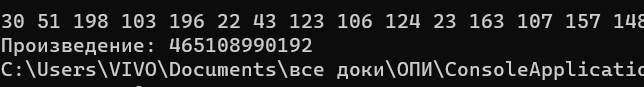 30 51 198 103 196 22 43 123 106 124 23 163 107 157 148
Произведение: 465108990192
C:\Users\VIVO\Documents\все доки\ОПИ\ConsoleApplicatio